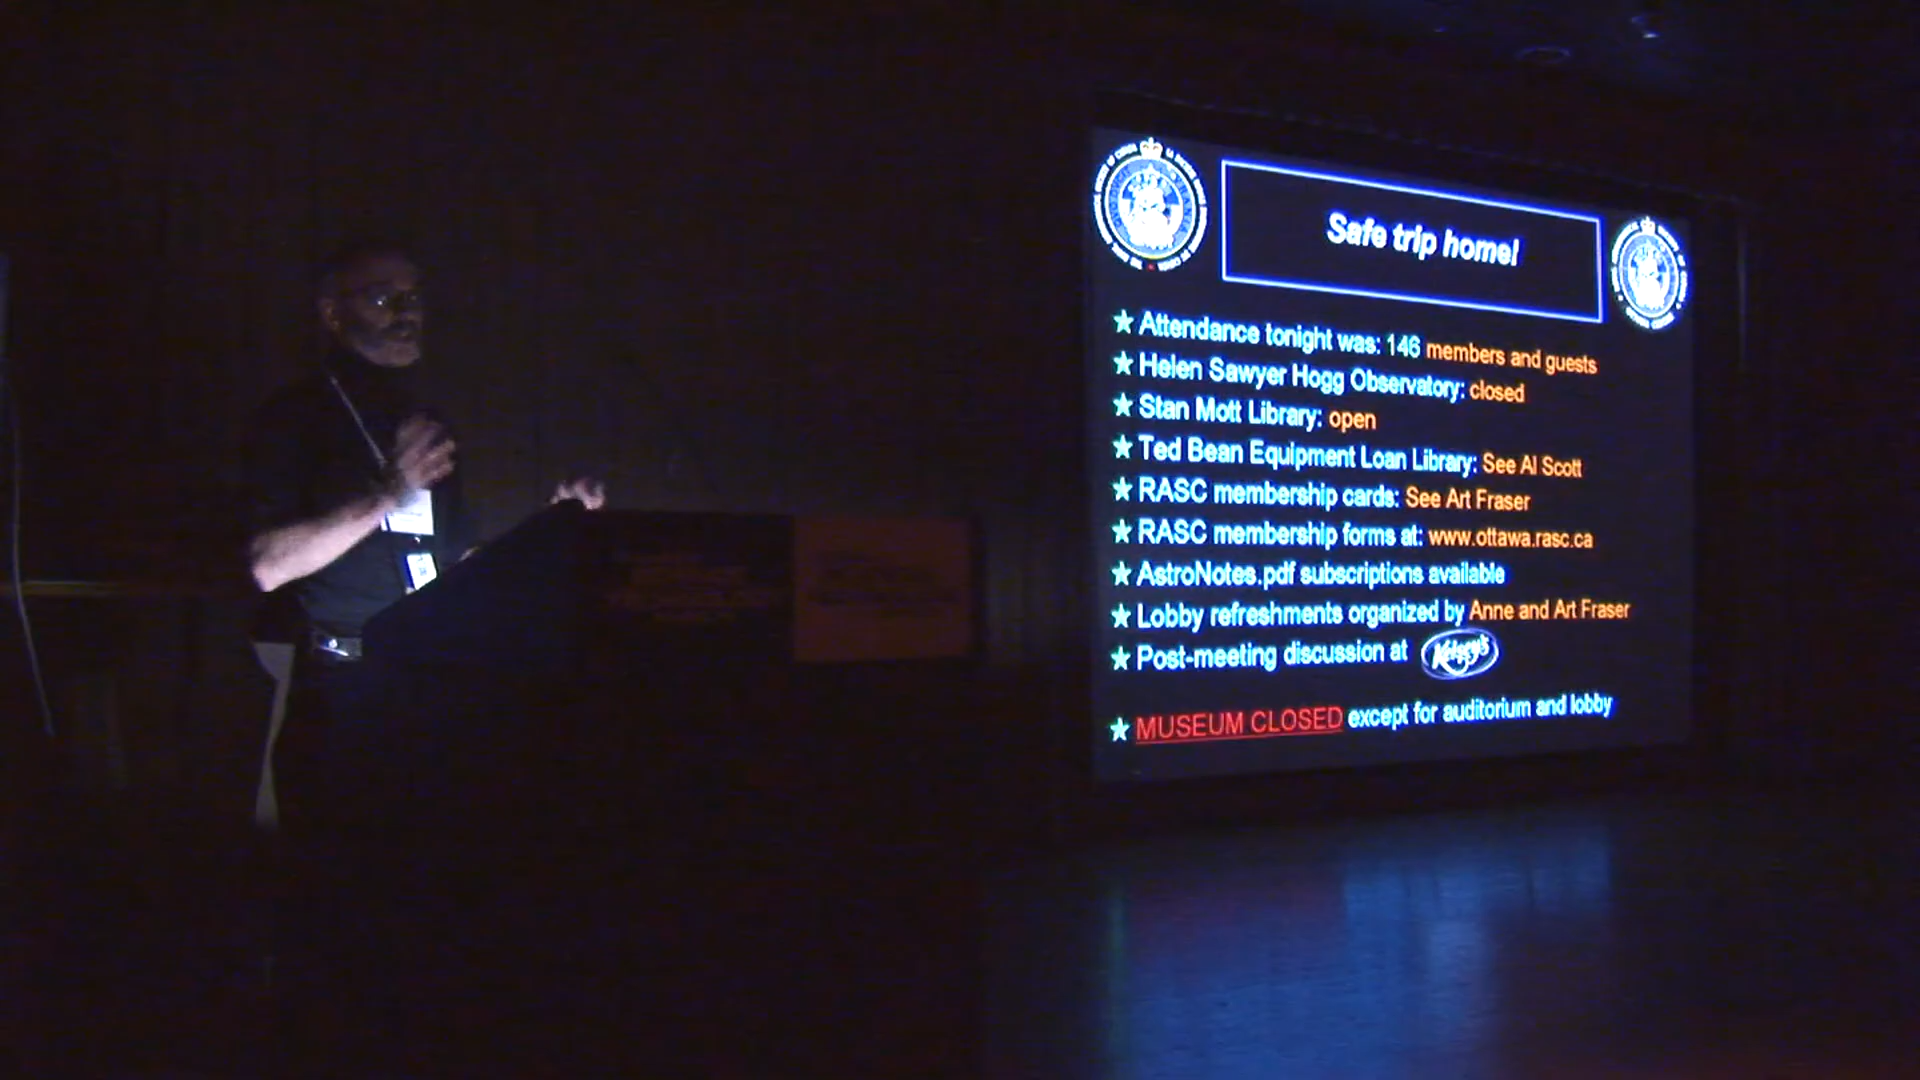 Safe trip home!
★ Attendance tonight was: 146 members and guests
★ Helen Sawyer Hogg Observatory: closed
★ Stan Mott Library: open
★ Ted Bean Equipment Loan Library: See Al Scott
★ RASC membership cards: See Art Fraser
★ RASC membership forms at: www.ottawa.rasc.ca
★ AstroNotes.pdf subscriptions available
★ Lobby refreshments organized by Anne and Art Fraser
★ Post-meeting discussion at Kelsey's
★ MUSEUM CLOSED except for auditorium and lobby